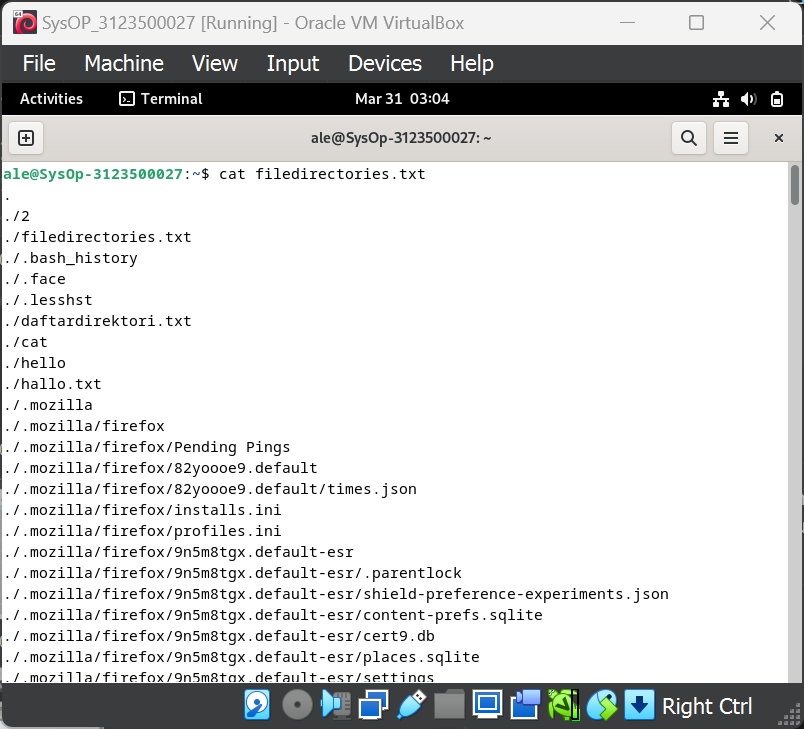 64
SysOP_3123500027 [Running] - Oracle VM VirtualBox
File Machine View Input Devices Help
Activities Terminal Mar 31 03:04
ale@SysOp-3123500027: ~
ale@SysOp-3123500027:~$ cat filedirectories.txt
.
./2
./filedirectories.txt
./.bash_history
./.face
./.lesshst
./daftardirektori.txt
./cat
./hello
./hallo.txt
./.mozilla
./.mozilla/firefox
./.mozilla/firefox/Pending Pings
./.mozilla/firefox/82yoooe9.default
./.mozilla/firefox/82yoooe9.default/times.json
./.mozilla/firefox/installs.ini
./.mozilla/firefox/profiles.ini
./.mozilla/firefox/9n5m8tgx.default-esr
./.mozilla/firefox/9n5m8tgx.default-esr/.parentlock
./.mozilla/firefox/9n5m8tgx.default-esr/shield-preference-experiments.json
./.mozilla/firefox/9n5m8tgx.default-esr/content-prefs.sqlite
./.mozilla/firefox/9n5m8tgx.default-esr/cert9.db
./.mozilla/firefox/9n5m8tgx.default-esr/places.sqlite
./.mozilla/firefox/9n5m8tgx.default-esr/settings
Right Ctrl